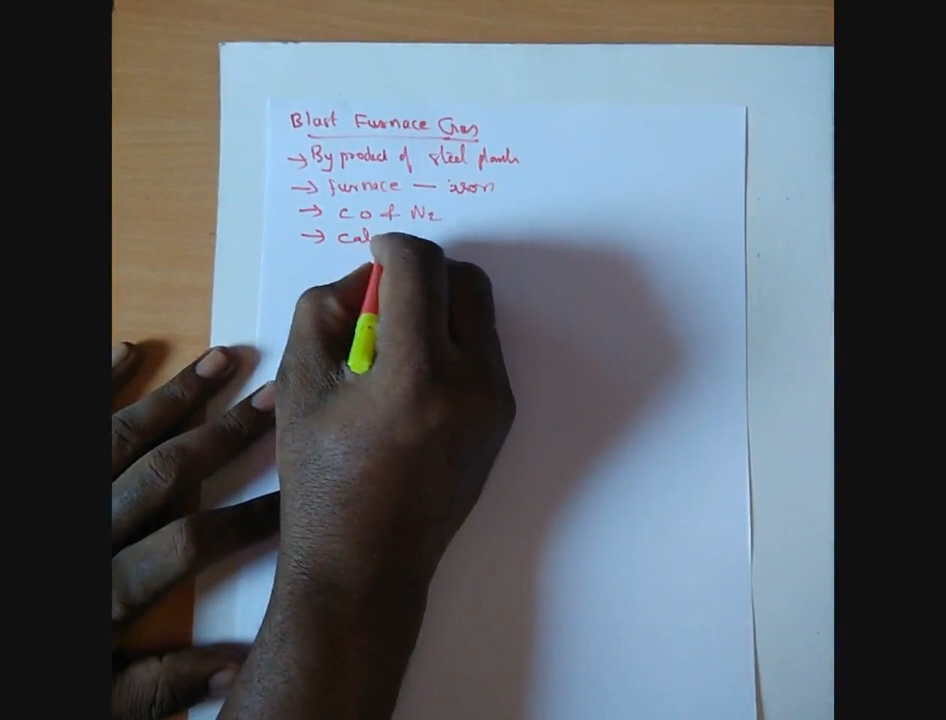 Blast Furnace Gas
→ By product of steel plants
→ furnace — iron
→ CO & N2
→ cal